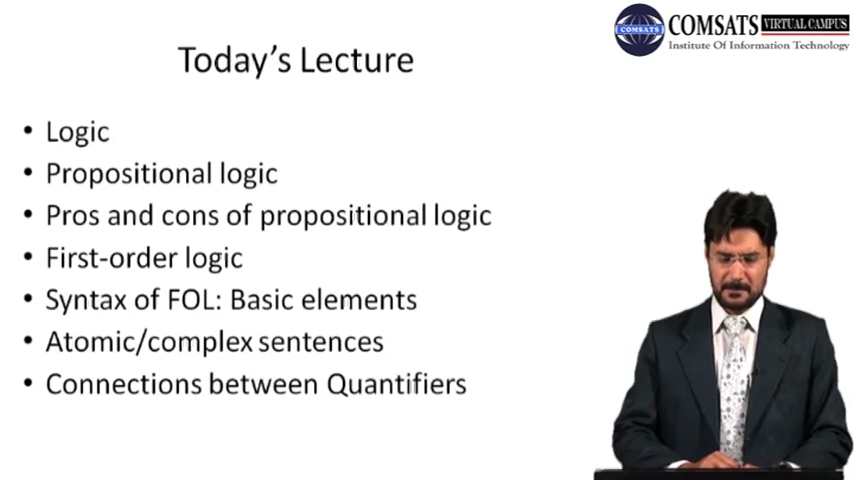 COMSATS VIRTUAL CAMPUS
COMSATS
Institute Of Information Technology
Today's Lecture
• Logic
• Propositional logic
• Pros and cons of propositional logic
• First-order logic
• Syntax of FOL: Basic elements
• Atomic/complex sentences
• Connections between Quantifiers